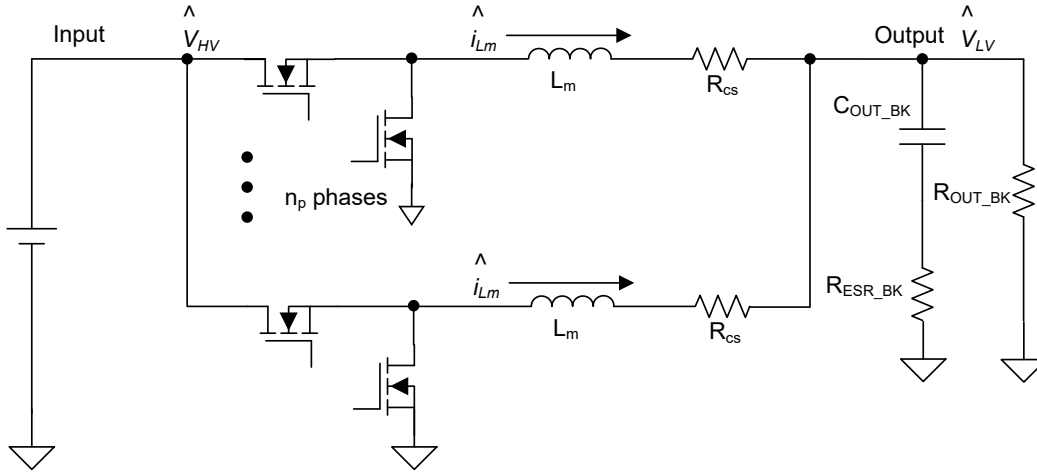 Input
^
V_HV
^
i_Lm
L_m
R_cs
Output
^
V_LV
C_OUT_BK
R_OUT_BK
R_ESR_BK
n_p phases
^
i_Lm
L_m
R_cs